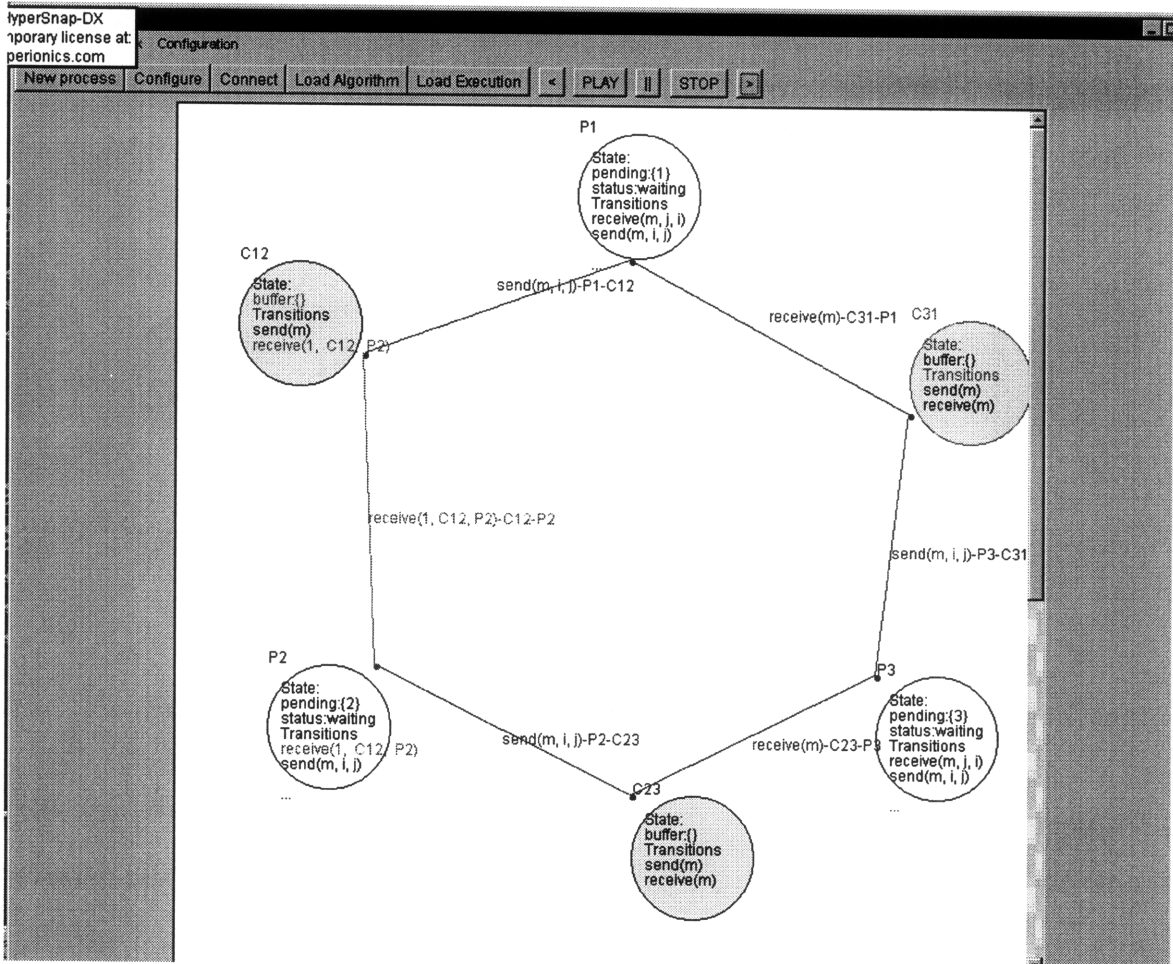 HyperSnap-DX
nporary license at:
perionics.com
Configuration
New process Configure Connect Load Algorithm Load Execution < PLAY || STOP >
P1
State:
pending:{1}
status:waiting
Transitions
receive(m, j, i)
send(m, i, j)
...
C12
State:
buffer:{}
Transitions
send(m)
receive(1, C12, P2)
send(m, i, j)-P1-C12
receive(m)-C31-P1
C31
State:
buffer:{}
Transitions
send(m)
receive(m)
receive(1, C12, P2)-C12-P2
send(m, i, j)-P3-C31
P2
State:
pending:{2}
status:waiting
Transitions
receive(1, C12, P2)
send(m, i, j)
...
send(m, i, j)-P2-C23
receive(m)-C23-P3
P3
State:
pending:{3}
status:waiting
Transitions
receive(m, j, i)
send(m, i, j)
...
C23
State:
buffer:{}
Transitions
send(m)
receive(m)